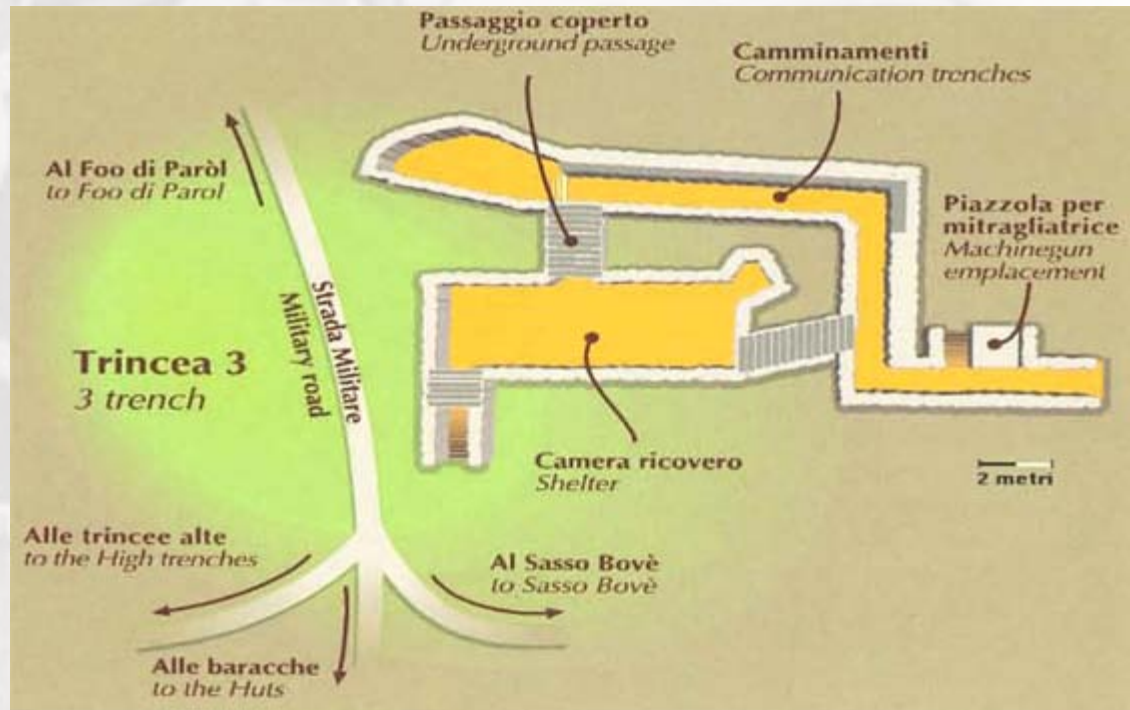 Passaggio coperto
Underground passage
Camminamenti
Communication trenches
Al Foo di Paròl
to Foo di Parol
Piazzola per
mitragliatrice
Machinegun
emplacement
Strada Militare
Military road
Trincea 3
3 trench
Camera ricovero
Shelter
2 metri
Alle trincee alte
to the High trenches
Al Sasso Bovè
to Sasso Bovè
Alle baracche
to the Huts